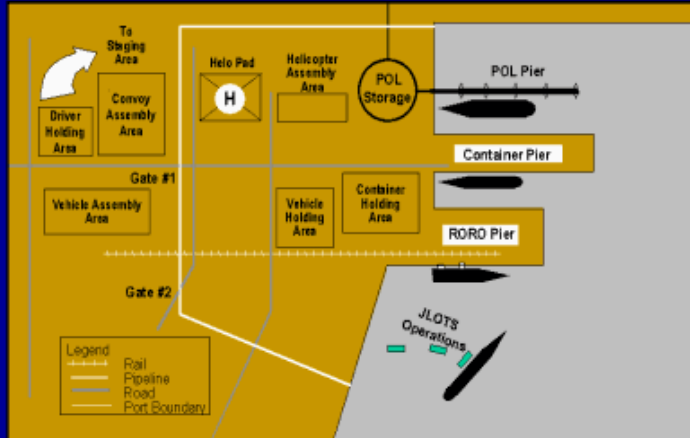 To
Staging
Area
Helo Pad
H
Helicopter
Assembly
Area
POL
Storage
POL Pier
Driver
Holding
Area
Convoy
Assembly
Area
Container Pier
Gate #1
Vehicle Assembly
Area
Vehicle
Holding
Area
Container
Holding
Area
RORO Pier
Gate #2
JLOTS
Operations
Legend
Rail
Pipeline
Road
Port Boundary